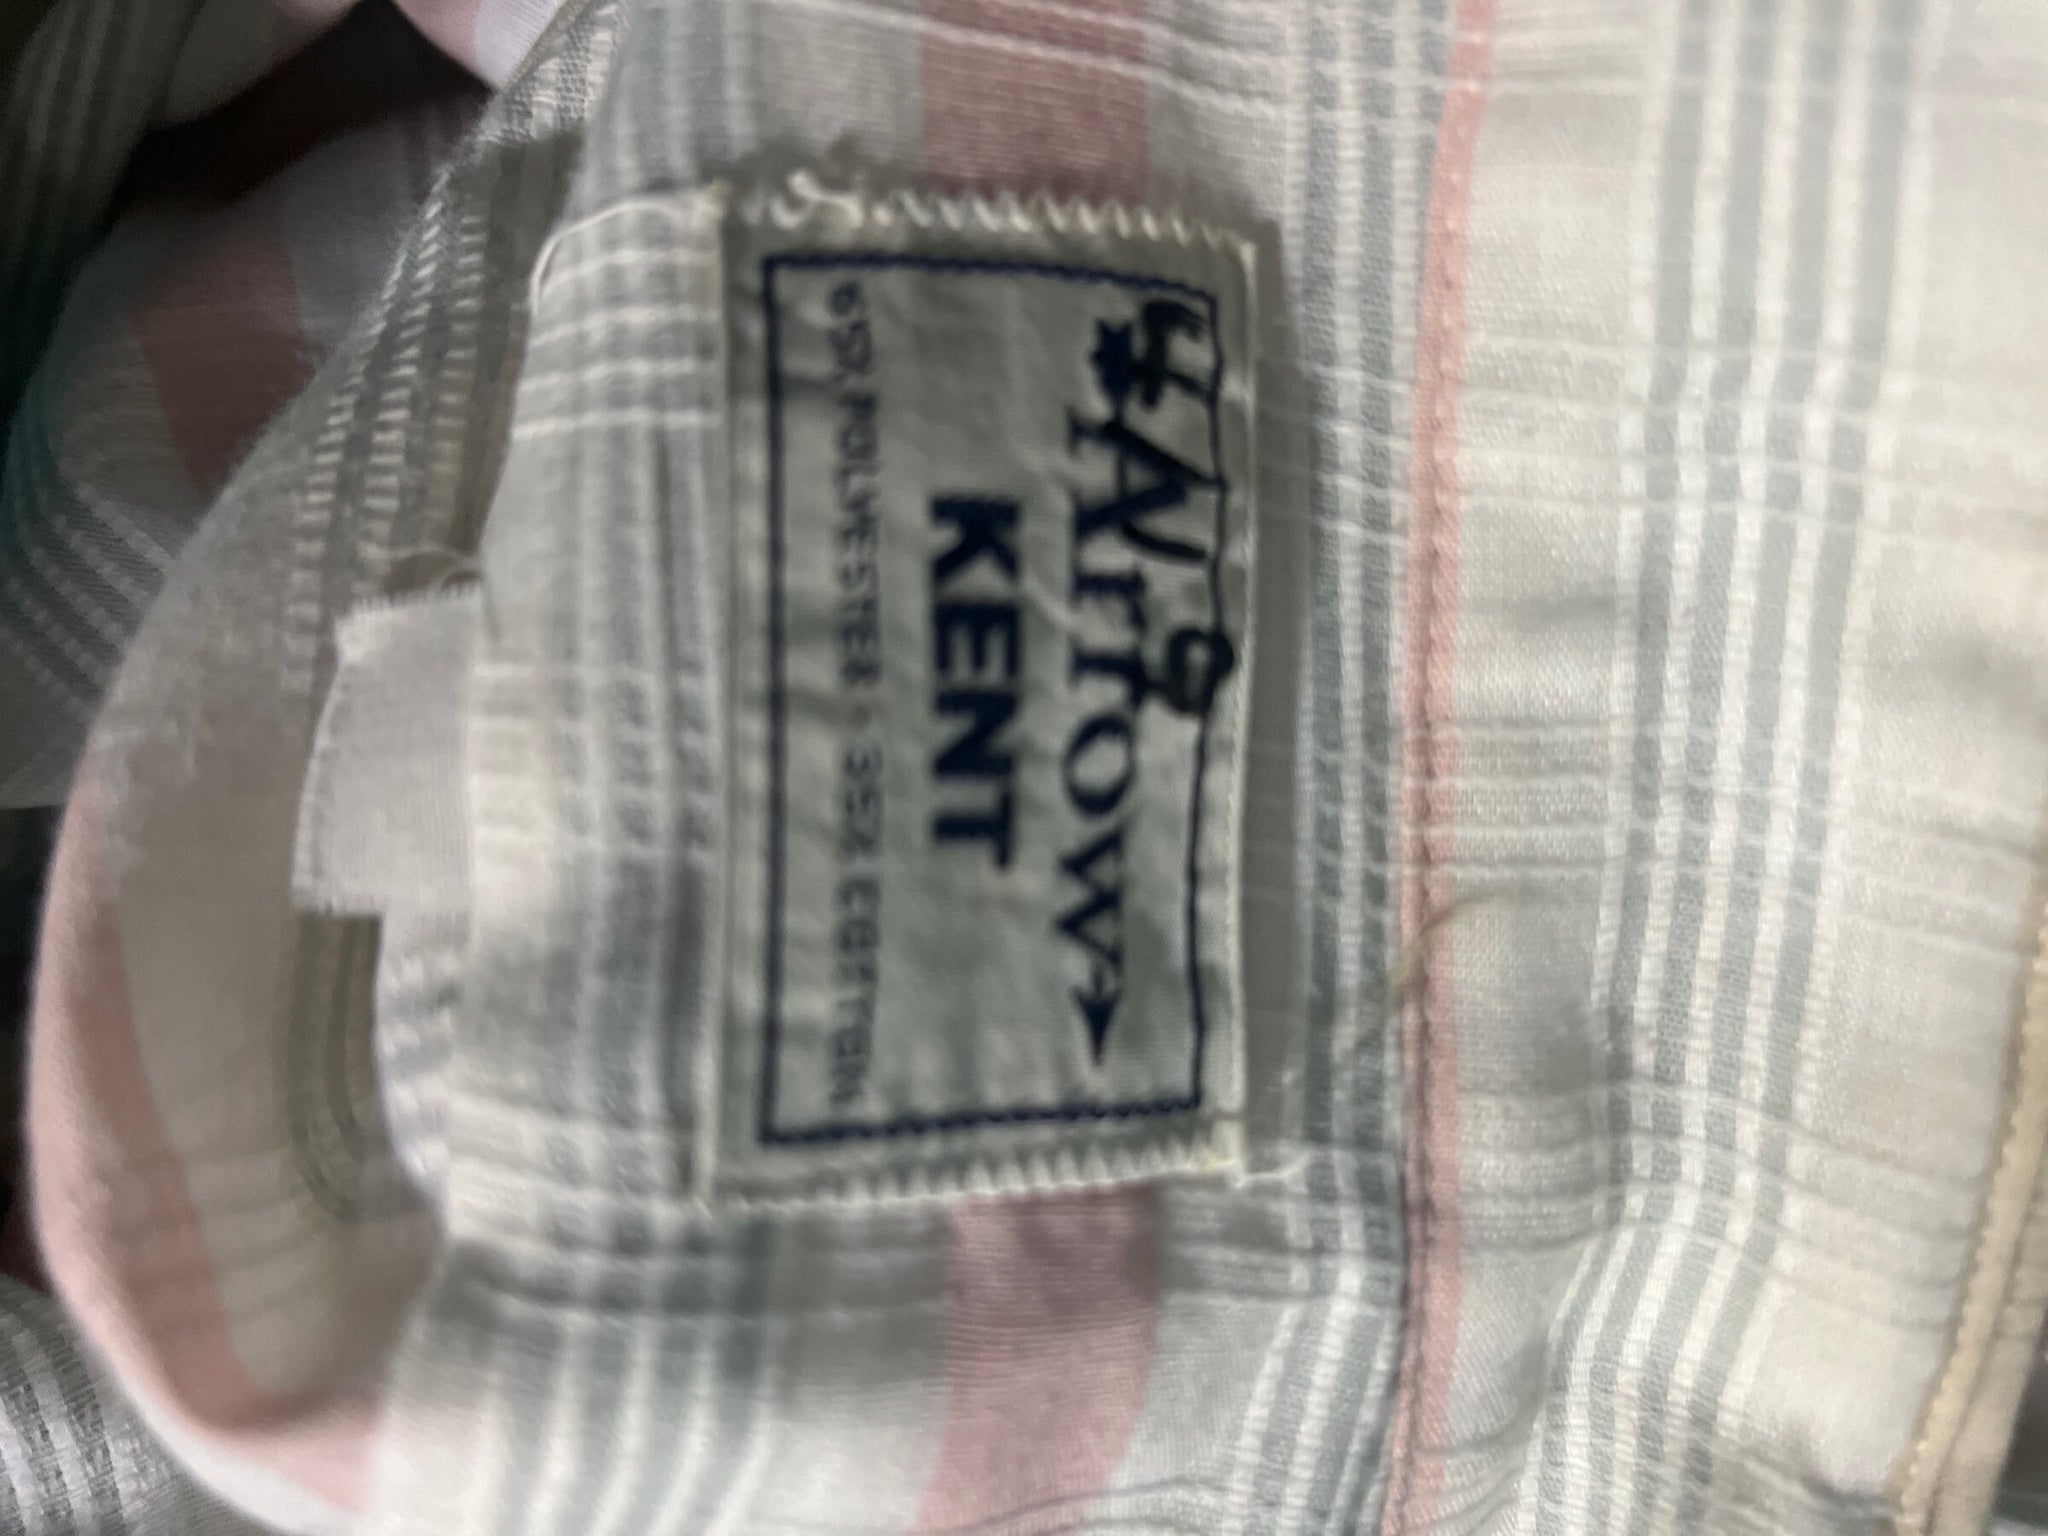 Arrow
KENT
65% POLYESTER · 35% COTTON